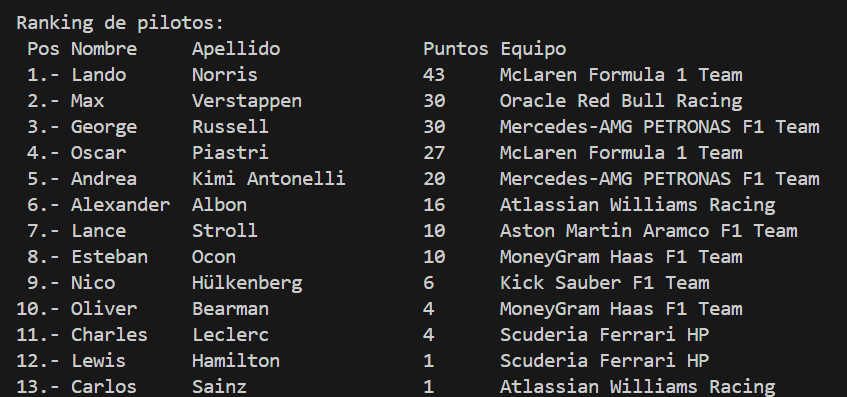 Ranking de pilotos:
Pos Nombre Apellido Puntos Equipo
1.- Lando Norris 43 McLaren Formula 1 Team
2.- Max Verstappen 30 Oracle Red Bull Racing
3.- George Russell 30 Mercedes-AMG PETRONAS F1 Team
4.- Oscar Piastri 27 McLaren Formula 1 Team
5.- Andrea Kimi Antonelli 20 Mercedes-AMG PETRONAS F1 Team
6.- Alexander Albon 16 Atlassian Williams Racing
7.- Lance Stroll 10 Aston Martin Aramco F1 Team
8.- Esteban Ocon 10 MoneyGram Haas F1 Team
9.- Nico Hülkenberg 6 Kick Sauber F1 Team
10.- Oliver Bearman 4 MoneyGram Haas F1 Team
11.- Charles Leclerc 4 Scuderia Ferrari HP
12.- Lewis Hamilton 1 Scuderia Ferrari HP
13.- Carlos Sainz 1 Atlassian Williams Racing